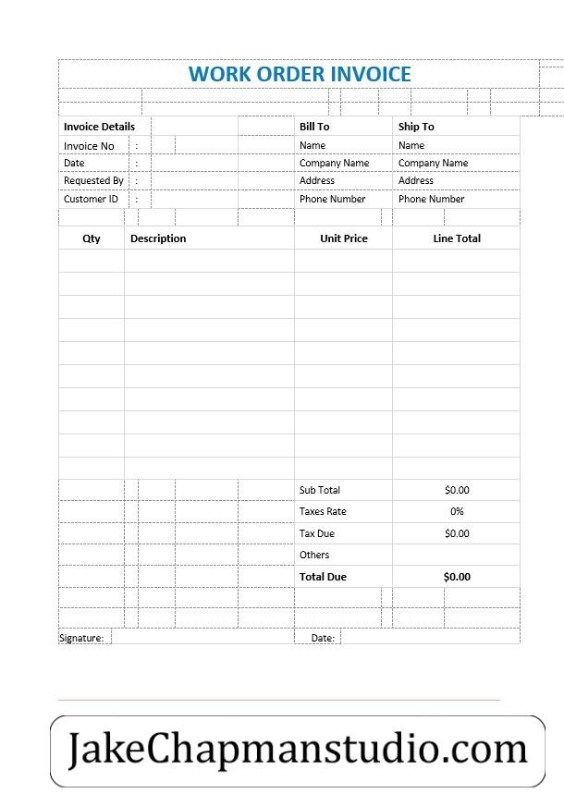 WORK ORDER INVOICE
Invoice Details Bill To Ship To
Invoice No : Name Name
Date : Company Name Company Name
Requested By : Address Address
Customer ID : Phone Number Phone Number
Qty Description Unit Price Line Total
Sub Total $0.00
Taxes Rate 0%
Tax Due $0.00
Others
Total Due $0.00
Signature: Date:
JakeChapmanstudio.com